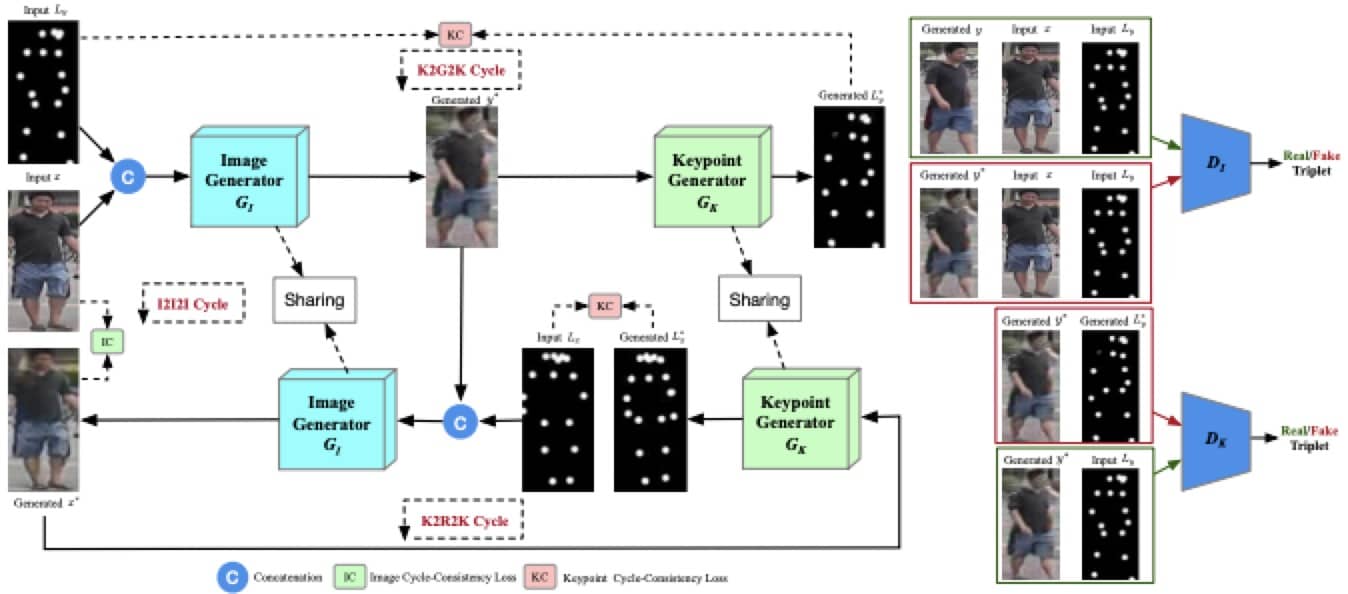 Input L_y
KC
K2G2K Cycle
Generated y*
Generated L*_y
Input x
C
Image
Generator
G_I
Keypoint
Generator
G_K
Sharing
Sharing
I2I2I Cycle
IC
KC
Input L_x
Generated L*_x
Image
Generator
G_I
C
Keypoint
Generator
G_K
Generated x*
K2R2K Cycle
C Concatenation IC Image Cycle-Consistency Loss KC Keypoint Cycle-Consistency Loss
Generated y Input x Input L_y
D_I
Real/Fake
Triplet
Generated y* Input x Input L_y
Generated y* Generated L*_y
D_K
Real/Fake
Triplet
Generated y* Input L_y